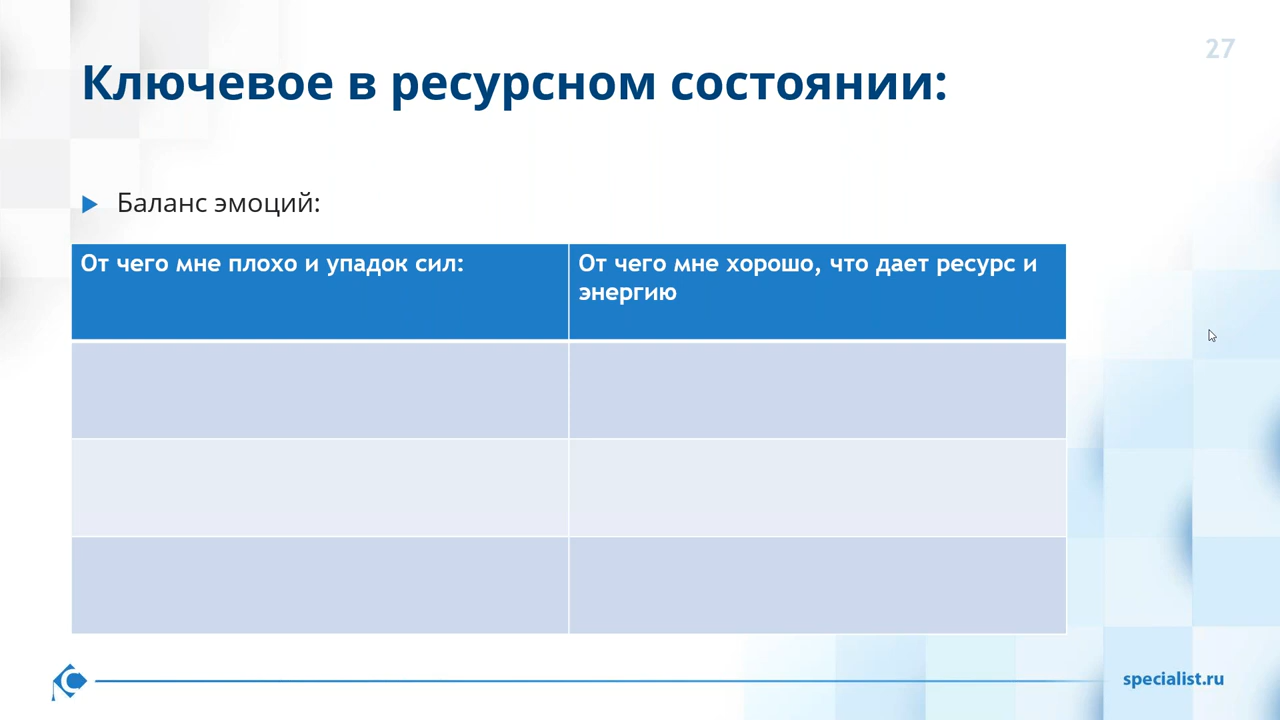 27
Ключевое в ресурсном состоянии:
Баланс эмоций:
От чего мне плохо и упадок сил:
От чего мне хорошо, что дает ресурс и
энергию
specialist.ru